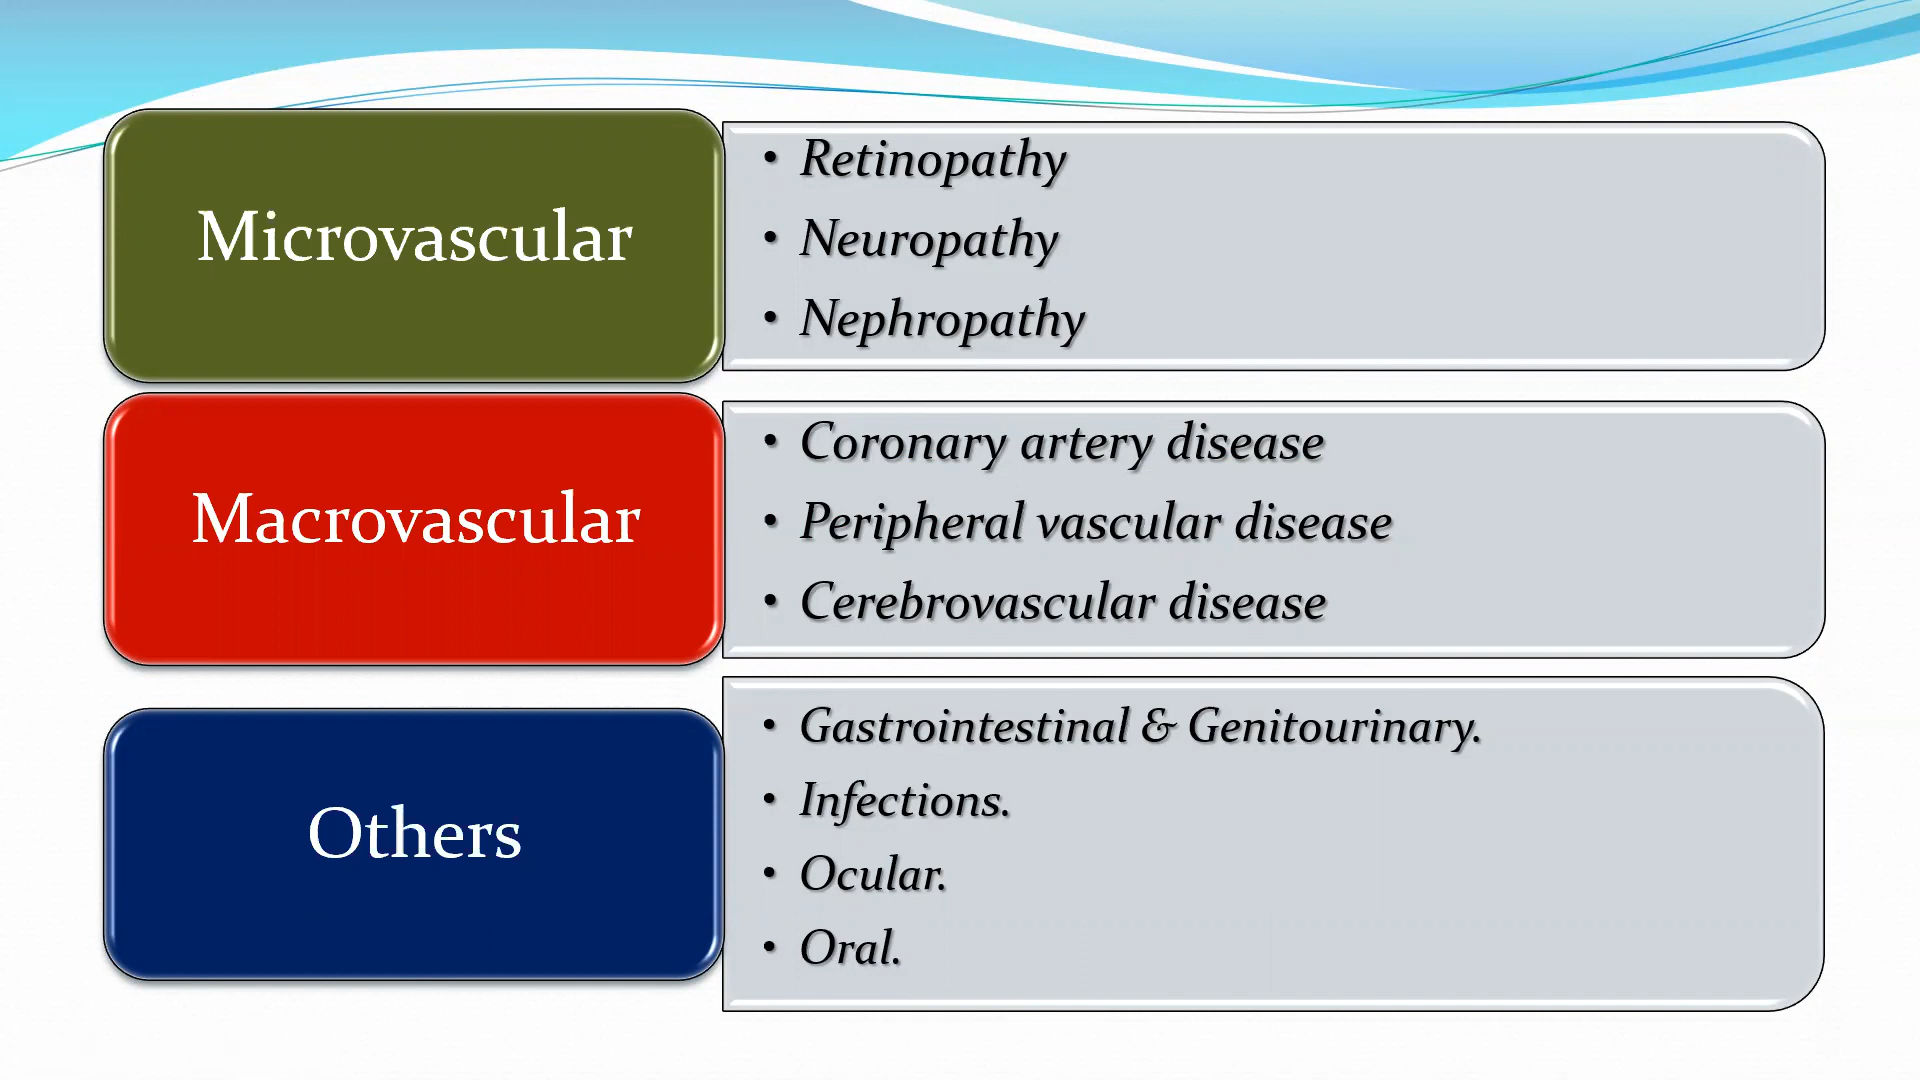 Microvascular
• Retinopathy
• Neuropathy
• Nephropathy
Macrovascular
• Coronary artery disease
• Peripheral vascular disease
• Cerebrovascular disease
Others
• Gastrointestinal & Genitourinary.
• Infections.
• Ocular.
• Oral.